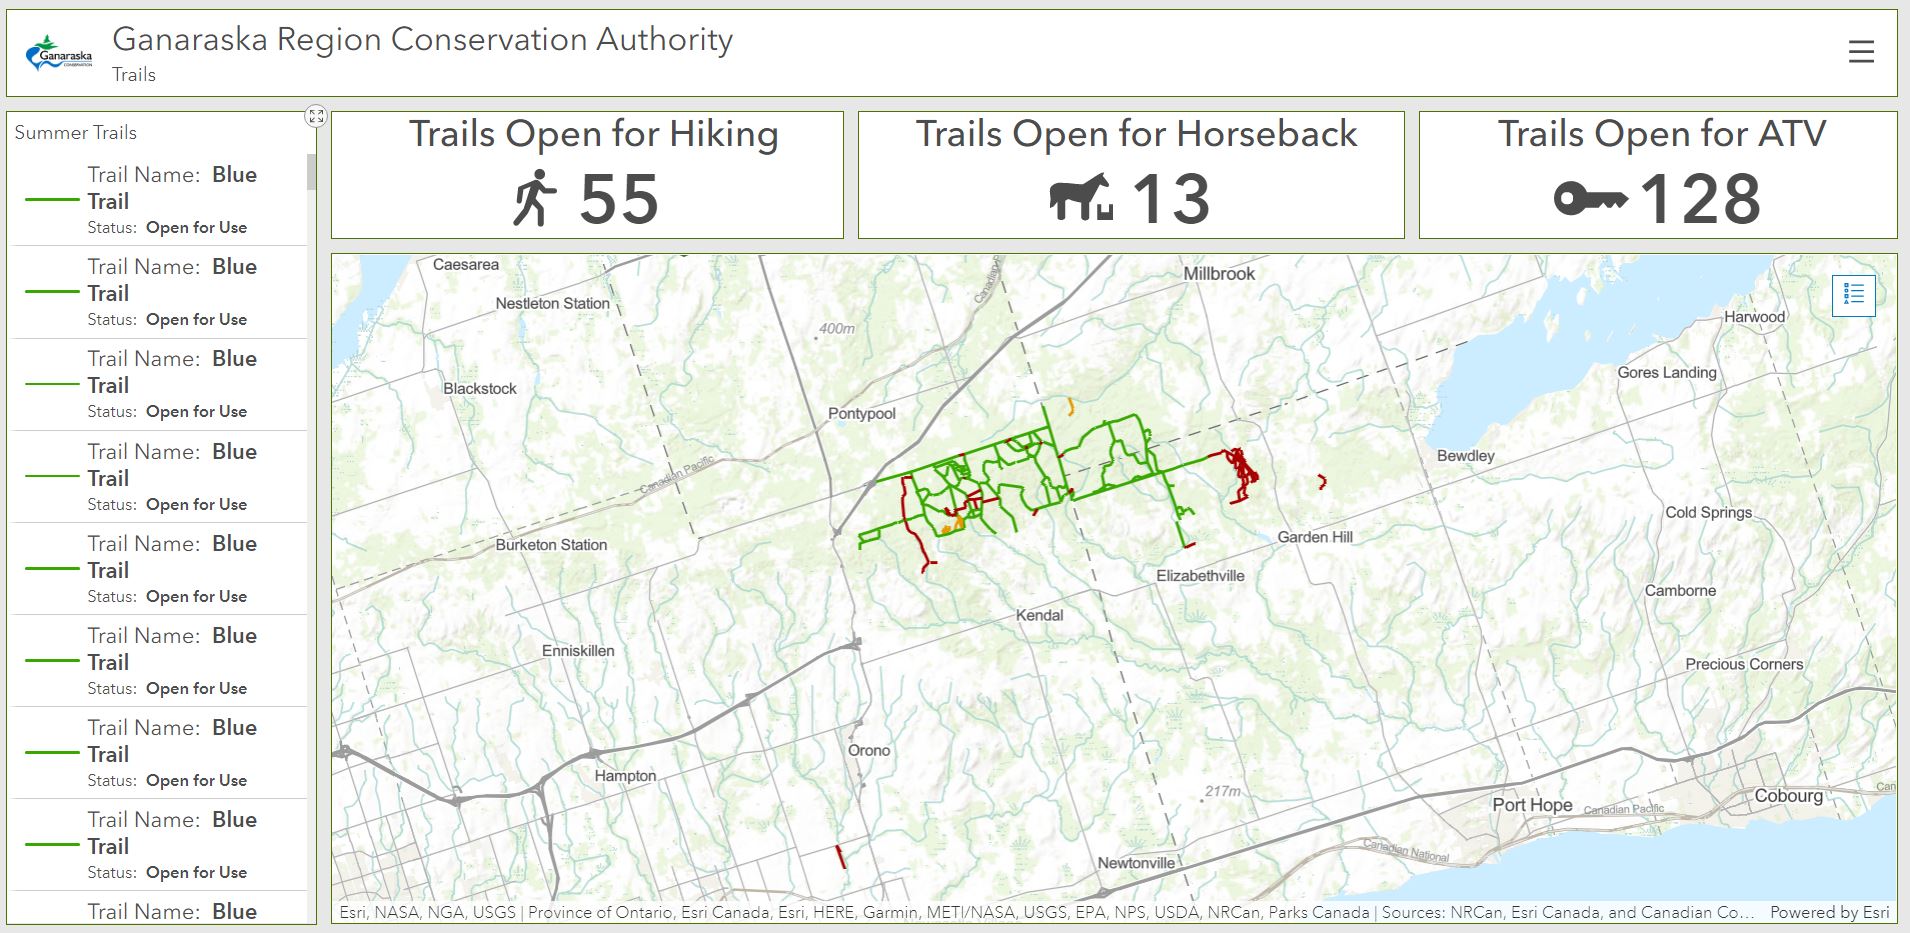 Ganaraska Region Conservation Authority
Ganaraska
CONSERVATION
Trails
Summer Trails
Trail Name: Blue
Trail
Status: Open for Use
Trail Name: Blue
Trail
Status: Open for Use
Trail Name: Blue
Trail
Status: Open for Use
Trail Name: Blue
Trail
Status: Open for Use
Trail Name: Blue
Trail
Status: Open for Use
Trail Name: Blue
Trail
Status: Open for Use
Trail Name: Blue
Trail
Status: Open for Use
Trail Name: Blue
Trail
Status: Open for Use
Trail Name: Blue
Trails Open for Hiking
55
Trails Open for Horseback
13
Trails Open for ATV
128
Caesarea
Canadian P
Millbrook
Nestleton Station
Harwood
400m
Gores Landing
Blackstock
Pontypool
Bewdley
Canadian Pacific
Cold Springs
Garden Hill
Burketon Station
Elizabethville
Camborne
Kendal
Enniskillen
Precious Corners
Orono
Hampton
217m
Port Hope
Canadian Pacific
Cobourg
Can
Canadian National
Newtonville
Esri, NASA, NGA, USGS | Province of Ontario, Esri Canada, Esri, HERE, Garmin, METI/NASA, USGS, EPA, NPS, USDA, NRCan, Parks Canada | Sources: NRCan, Esri Canada, and Canadian Co... Powered by Esri